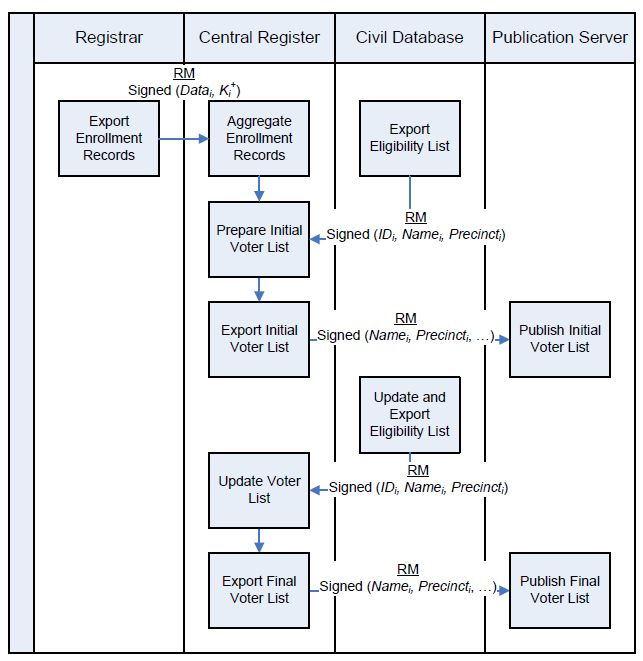 Registrar
Central Register
Civil Database
Publication Server
RM
Signed (Dataᵢ, Kᵢ⁺)
Export
Enrollment
Records
Aggregate
Enrollment
Records
Export
Eligibility List
Prepare Initial
Voter List
RM
Signed (IDᵢ, Nameᵢ, Precinctᵢ)
Export Initial
Voter List
RM
Signed (Nameᵢ, Precinctᵢ, …)
Publish Initial
Voter List
Update and
Export
Eligibility List
Update Voter
List
RM
Signed (IDᵢ, Nameᵢ, Precinctᵢ)
Export Final
Voter List
RM
Signed (Nameᵢ, Precinctᵢ, …)
Publish Final
Voter List